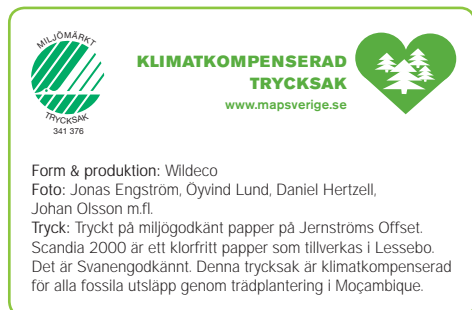 MILJÖMÄRKT
TRYCKSAK
341 376
KLIMATKOMPENSERAD
TRYCKSAK
www.mapsverige.se
Form & produktion: Wildeco
Foto: Jonas Engström, Öyvind Lund, Daniel Hertzell,
Johan Olsson m.fl.
Tryck: Tryckt på miljögodkänt papper på Jernströms Offset.
Scandia 2000 är ett klorfritt papper som tillverkas i Lessebo.
Det är Svanengodkännt. Denna trycksak är klimatkompenserad
för alla fossila utsläpp genom trädplantering i Moçambique.